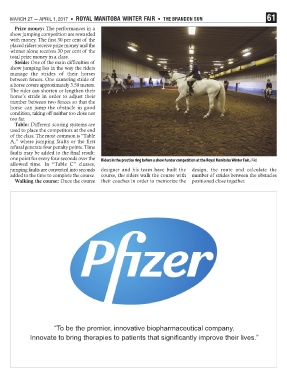 MARCH 27 — APRIL 1, 2017 • ROYAL MANITOBA WINTER FAIR • THE BRANDON SUN 61
Prize money: The performances in a
show jumping competition are rewarded
with money. The first 30 per cent of the
placed riders receive prize money and the
winner alone receives 30 per cent of the
total prize money in a class.
Stride: One of the main difficulties of
show jumping lies in the way the riders
manage the strides of their horses
between fences. One cantering stride of
a horse covers approximately 3.50 meters.
The rider can shorten or lengthen their
horse's stride in order to adjust their
number between two fences so that the
horse can jump the obstacle in good
condition, taking off neither too close nor
too far.
Table: Different scoring systems are
used to place the competitors at the end
of the class. The most common is "Table
A," where jumping faults or the first
refusal generate four penalty points. Time
faults may be added to the final result:
one point for every four seconds over the
allowed time. In "Table C" classes,
jumping faults are converted into seconds
added to the time to complete the course.
Walking the course: Once the course
Riders in the practice ring before a show hunter competition at the Royal Manitoba Winter Fair. File
designer and his team have built the
course, the riders walk the course with
their coaches in order to memorize the
design, the route and calculate the
number of strides between the obstacles
positioned close together.
Pfizer
"To be the premier, innovative biopharmaceutical company.
Innovate to bring therapies to patients that significantly improve their lives."